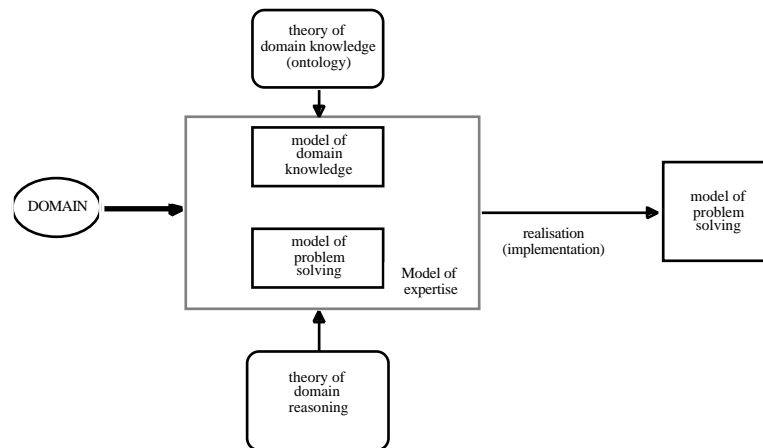 theory of
domain knowledge
(ontology)
model of
domain
knowledge
DOMAIN
model of
problem
solving
Model of
expertise
realisation
(implementation)
model of
problem
solving
theory of
domain
reasoning